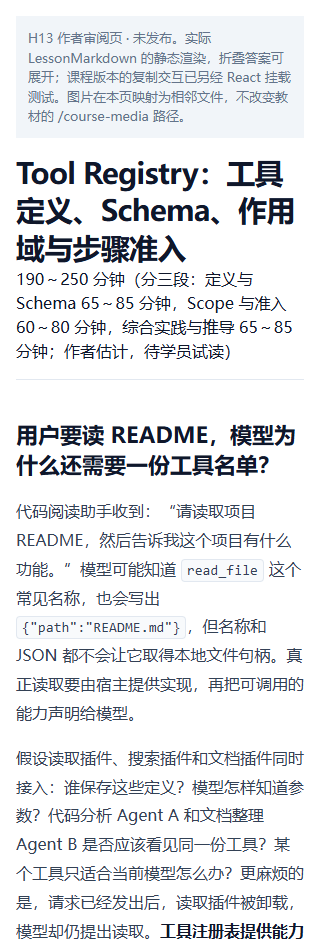 H13 作者审阅页 · 未发布。实际
LessonMarkdown 的静态渲染，折叠答案可
展开；课程版本的复制交互已另经 React 挂载
测试。图片在本页映射为相邻文件，不改变教
材的 /course-media 路径。
Tool Registry：工具
定义、Schema、作用
域与步骤准入
190～250 分钟（分三段：定义与
Schema 65～85 分钟，Scope 与准入
60～80 分钟，综合实践与推导 65～85
分钟；作者估计，待学员试读）
用户要读 README，模型为
什么还需要一份工具名单？
代码阅读助手收到：“请读取项目
README，然后告诉我这个项目有什么
功能。”模型可能知道 read_file 这个
常见名称，也会写出
{"path":"README.md"}，但名称和
JSON 都不会让它取得本地文件句柄。真
正读取要由宿主提供实现，再把可调用的
能力声明给模型。
假设读取插件、搜索插件和文档插件同时
接入：谁保存这些定义？模型怎样知道参
数？代码分析 Agent A 和文档整理
Agent B 是否应该看见同一份工具？某
个工具只适合当前模型怎么办？更麻烦的
是，请求已经发出后，读取插件被卸载，
模型却仍提出读取。工具注册表提供能力